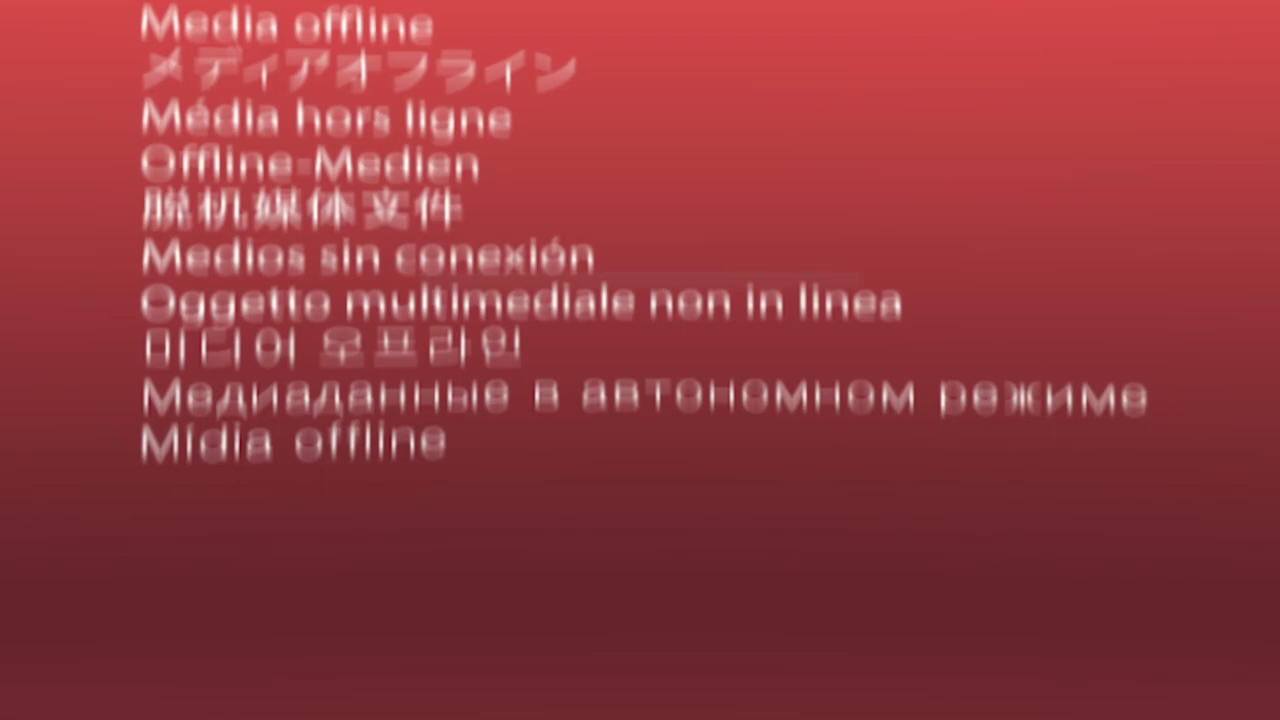 Media offline
メディアオフライン
Média hors ligne
Offline-Medien
脱机媒体文件
Medios sin conexión
Oggetto multimediale non in linea
미디어 오프라인
Медиаданные в автономном режиме
Mídia offline